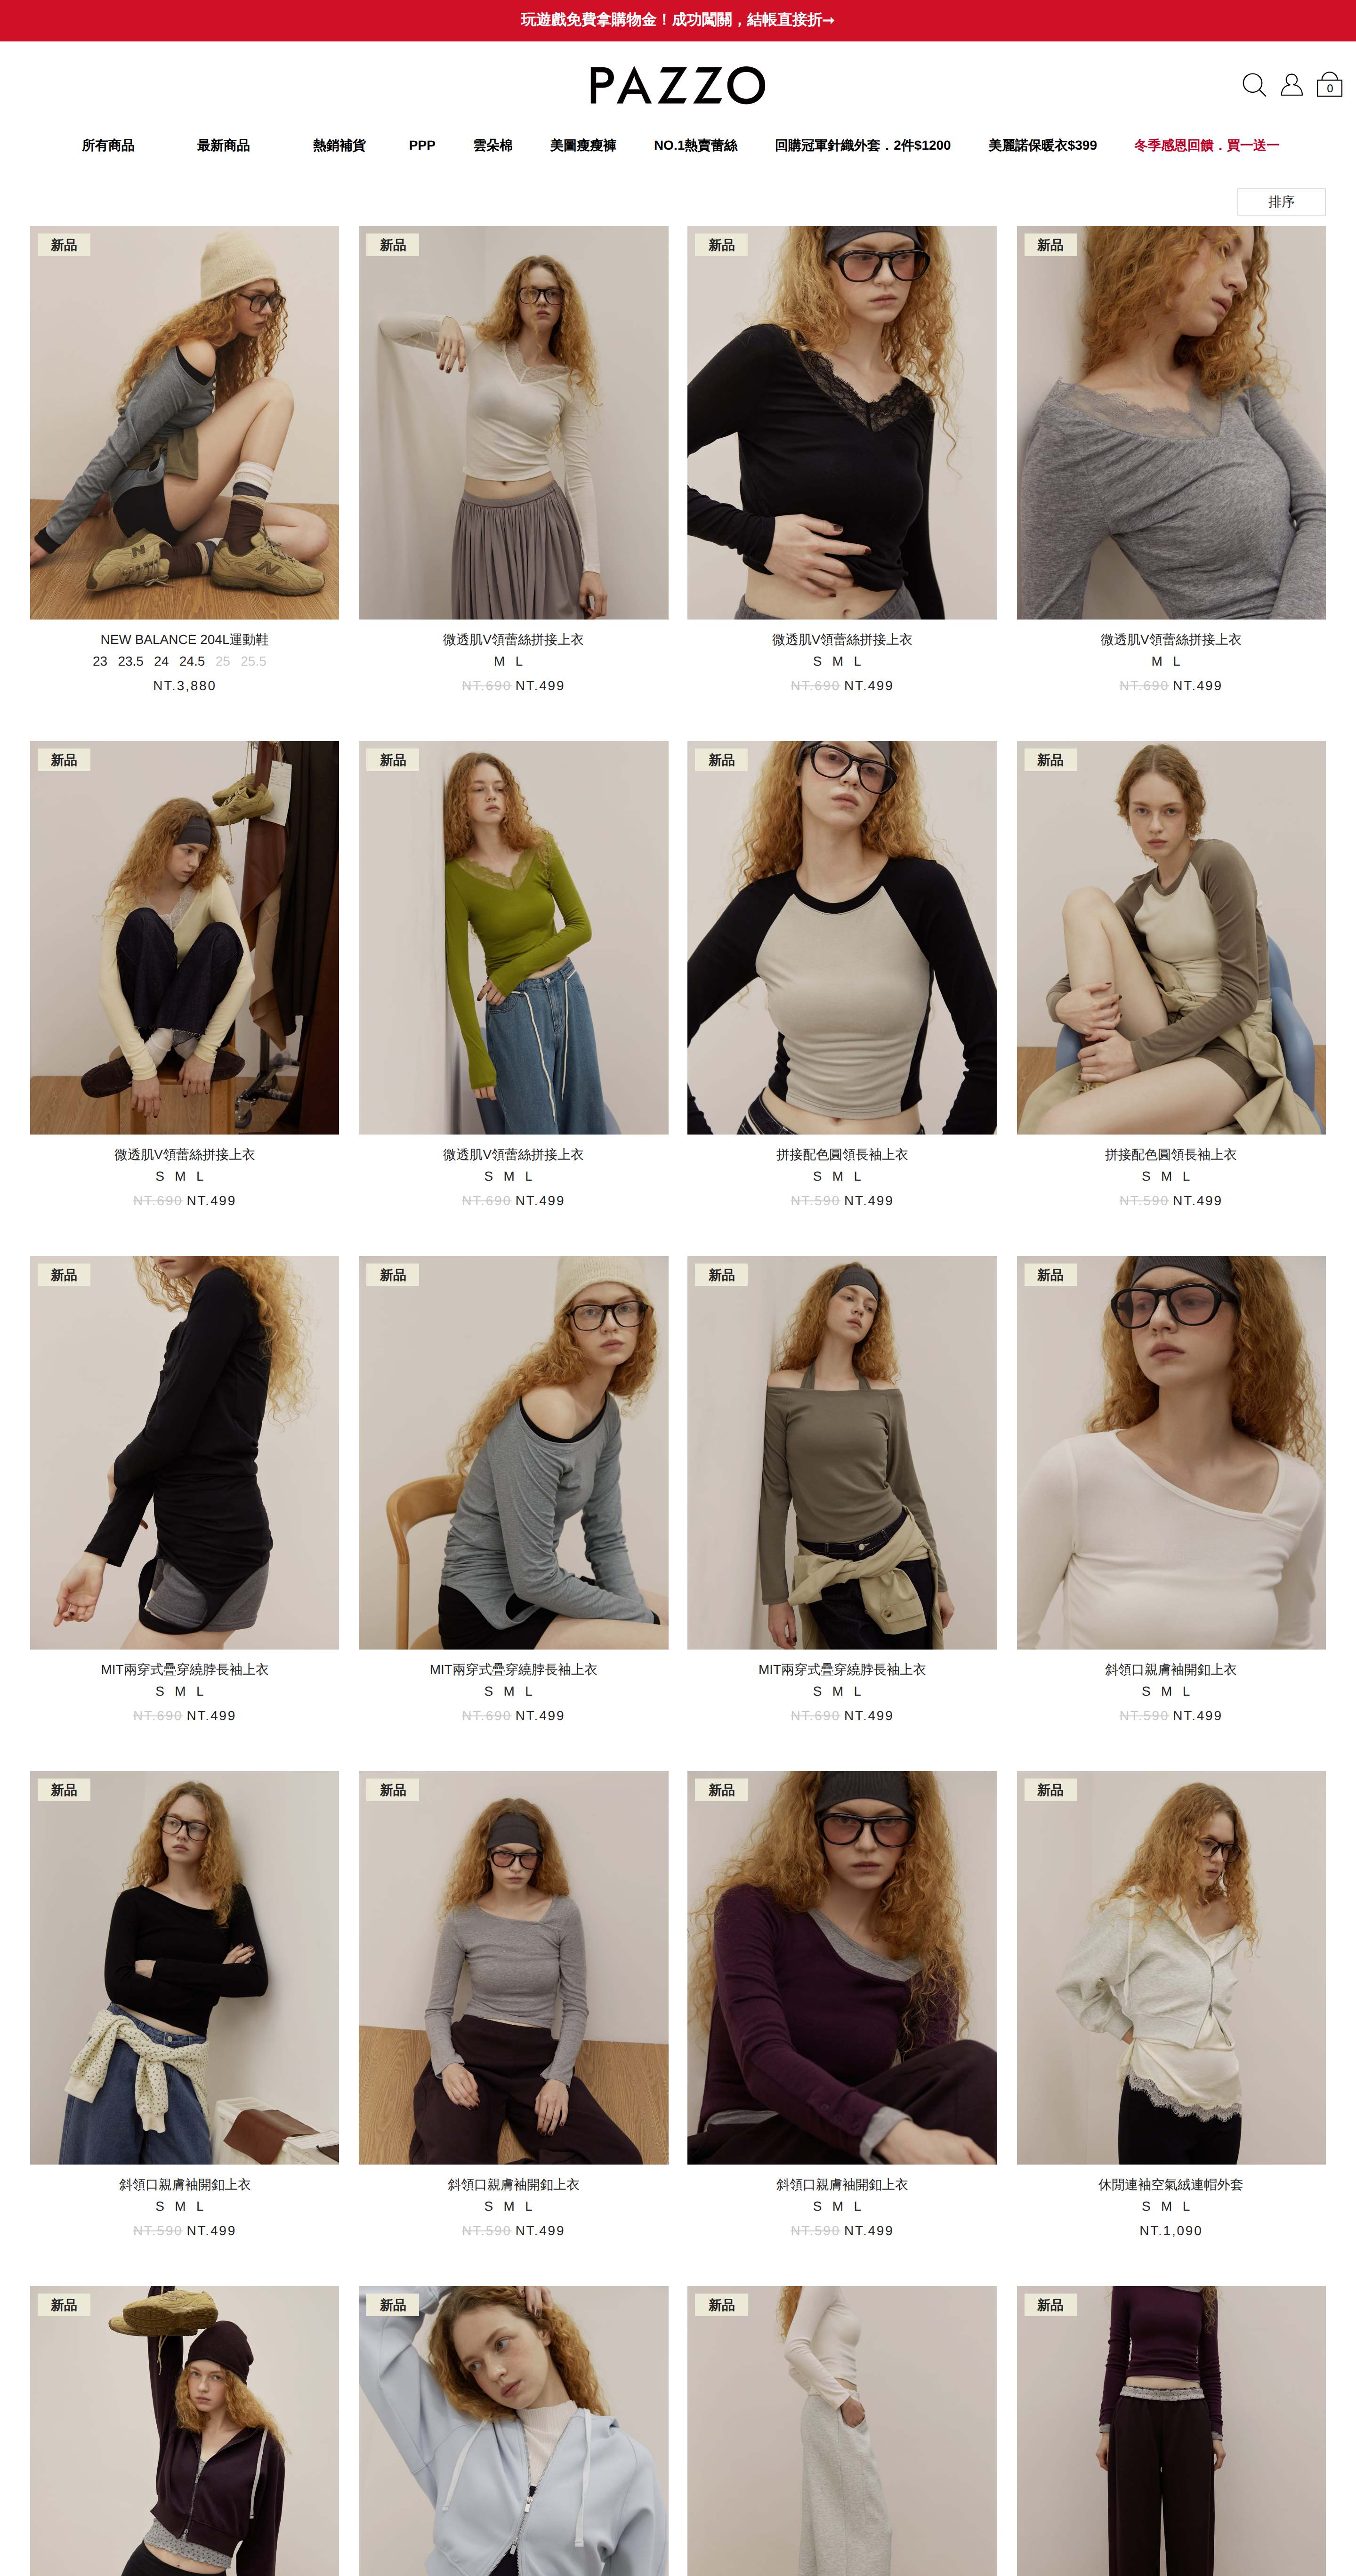 玩遊戲免費拿購物金！成功闖關，結帳直接折→
PAZZO
0
所有商品 最新商品 熱銷補貨 PPP 雲朵棉 美圖瘦瘦褲 NO.1熱賣蕾絲 回購冠軍針織外套．2件$1200 美麗諾保暖衣$399 冬季感恩回饋．買一送一
排序
新品 新品 新品 新品
NEW BALANCE 204L運動鞋 微透肌V領蕾絲拼接上衣 微透肌V領蕾絲拼接上衣 微透肌V領蕾絲拼接上衣
23 23.5 24 24.5 25 25.5 M L S M L M L
NT.3,880 NT.690 NT.499 NT.690 NT.499 NT.690 NT.499
新品 新品 新品 新品
微透肌V領蕾絲拼接上衣 微透肌V領蕾絲拼接上衣 拼接配色圓領長袖上衣 拼接配色圓領長袖上衣
S M L S M L S M L S M L
NT.690 NT.499 NT.690 NT.499 NT.590 NT.499 NT.590 NT.499
新品 新品 新品 新品
MIT兩穿式疊穿繞脖長袖上衣 MIT兩穿式疊穿繞脖長袖上衣 MIT兩穿式疊穿繞脖長袖上衣 斜領口親膚袖開釦上衣
S M L S M L S M L S M L
NT.690 NT.499 NT.690 NT.499 NT.690 NT.499 NT.590 NT.499
新品 新品 新品 新品
斜領口親膚袖開釦上衣 斜領口親膚袖開釦上衣 斜領口親膚袖開釦上衣 休閒連袖空氣絨連帽外套
S M L S M L S M L S M L
NT.590 NT.499 NT.590 NT.499 NT.590 NT.499 NT.1,090
新品 新品 新品 新品